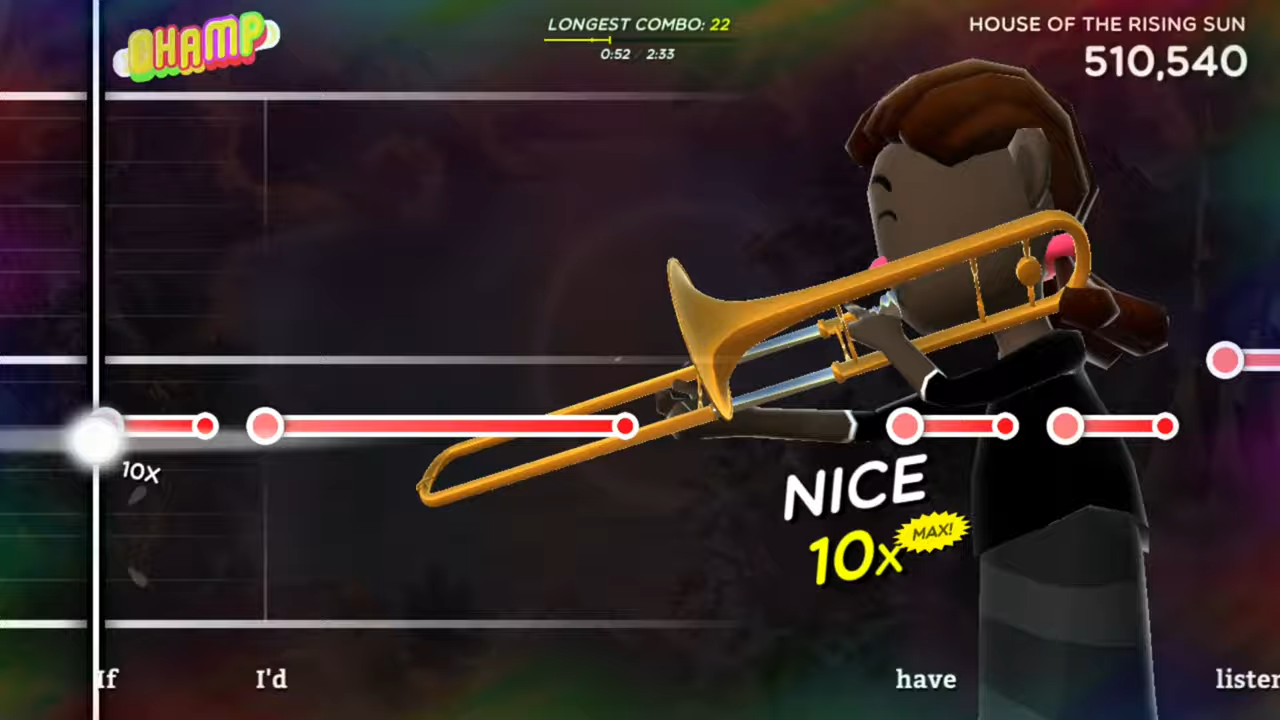 CHAMP
LONGEST COMBO: 22
0:52 / 2:33
HOUSE OF THE RISING SUN
510,540
10X
NICE
10x MAX!
If I'd have listen